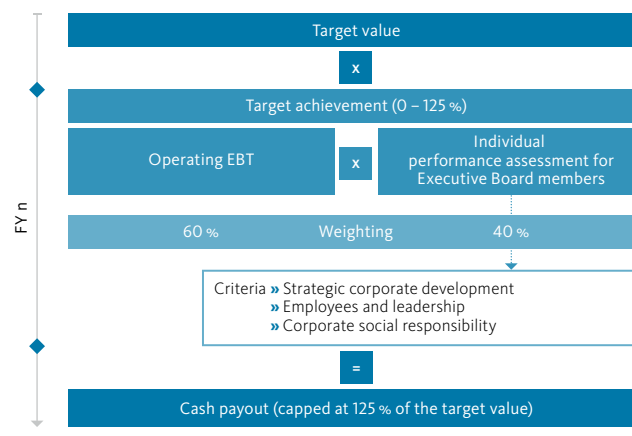 Target value
x
Target achievement (0 – 125 %)
Operating EBT
x
Individual
performance assessment for
Executive Board members
FY n
60 % Weighting 40 %
Criteria » Strategic corporate development
» Employees and leadership
» Corporate social responsibility
=
Cash payout (capped at 125 % of the target value)